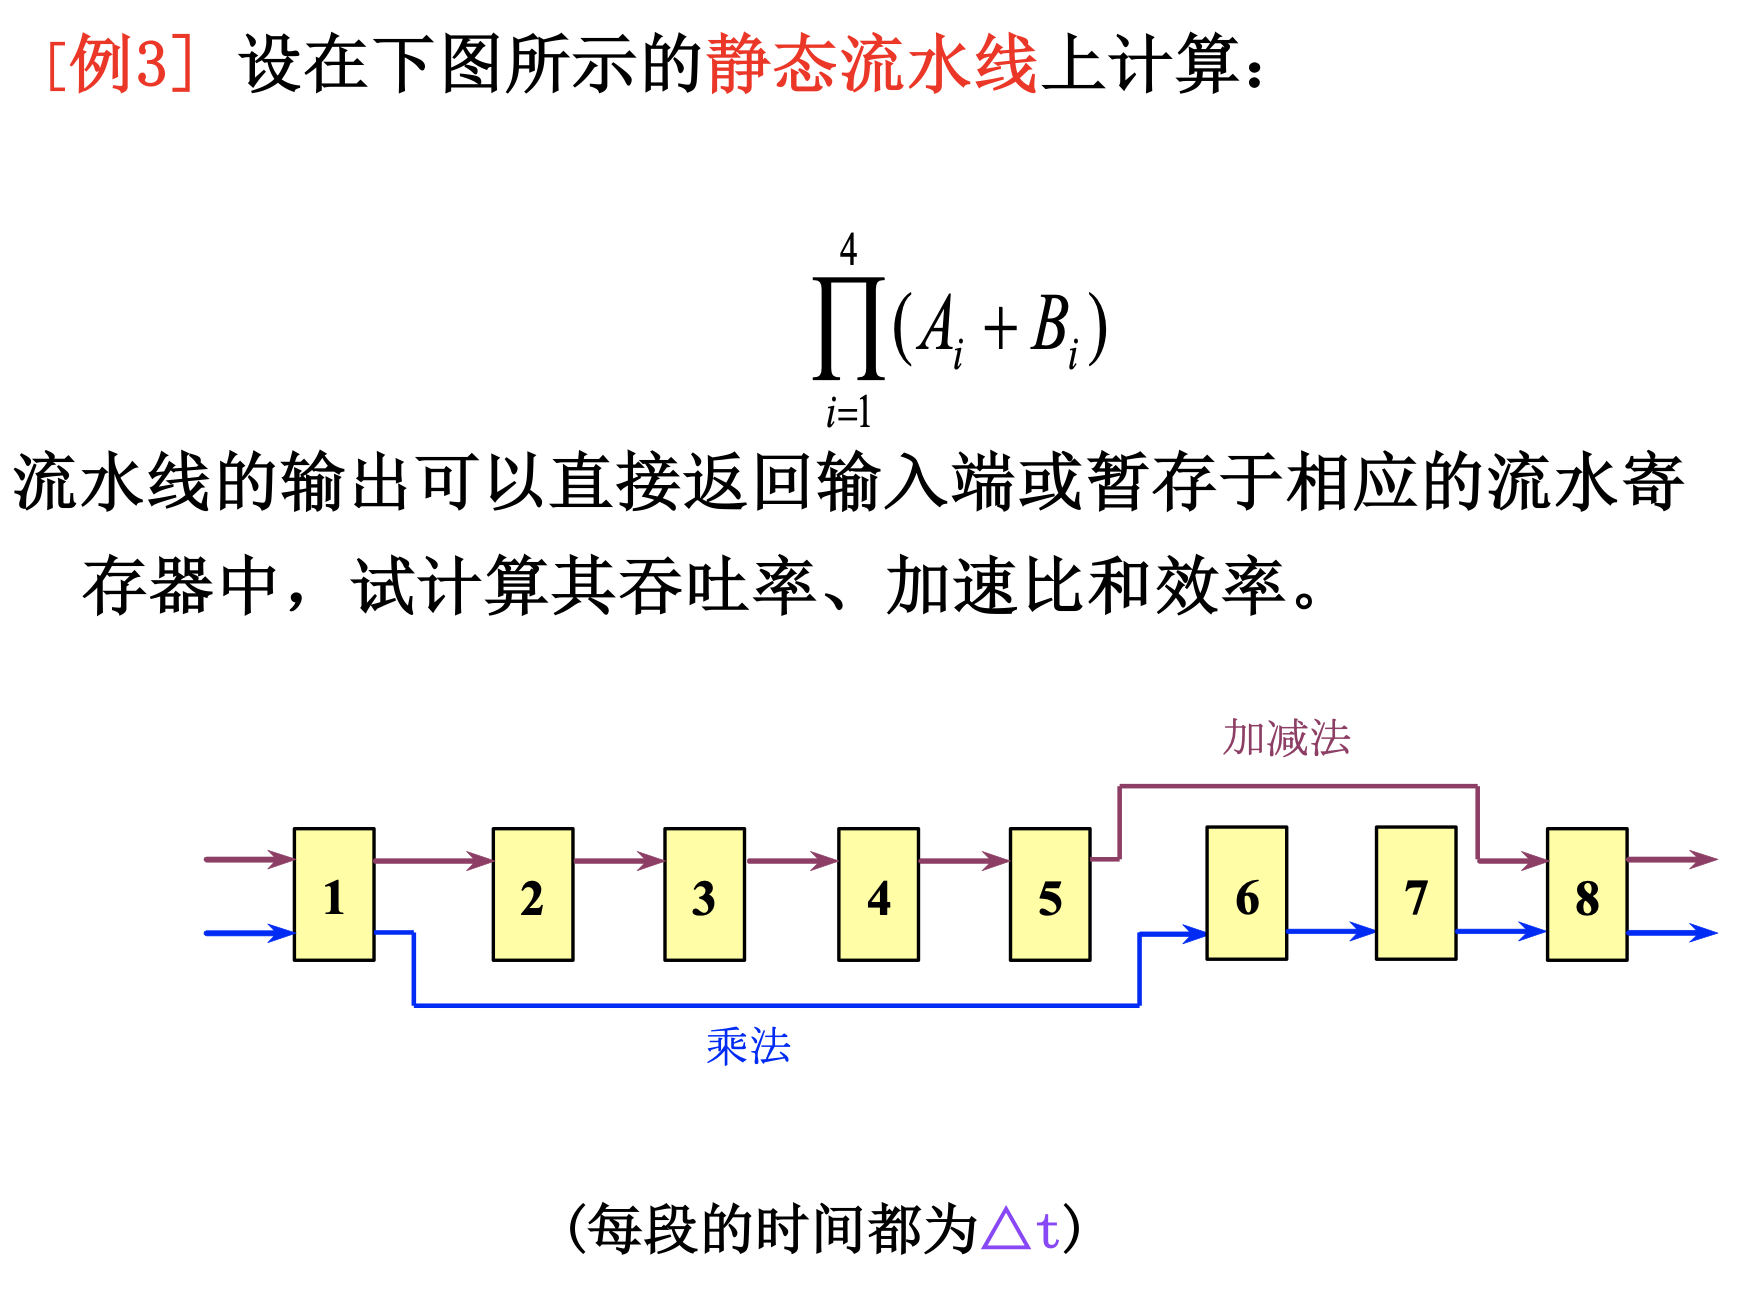 [例3] 设在下图所示的静态流水线上计算：
4
∏(Aᵢ + Bᵢ)
i=1
流水线的输出可以直接返回输入端或暂存于相应的流水寄
存器中，试计算其吞吐率、加速比和效率。
加减法
1 2 3 4 5 6 7 8
乘法
(每段的时间都为△t)